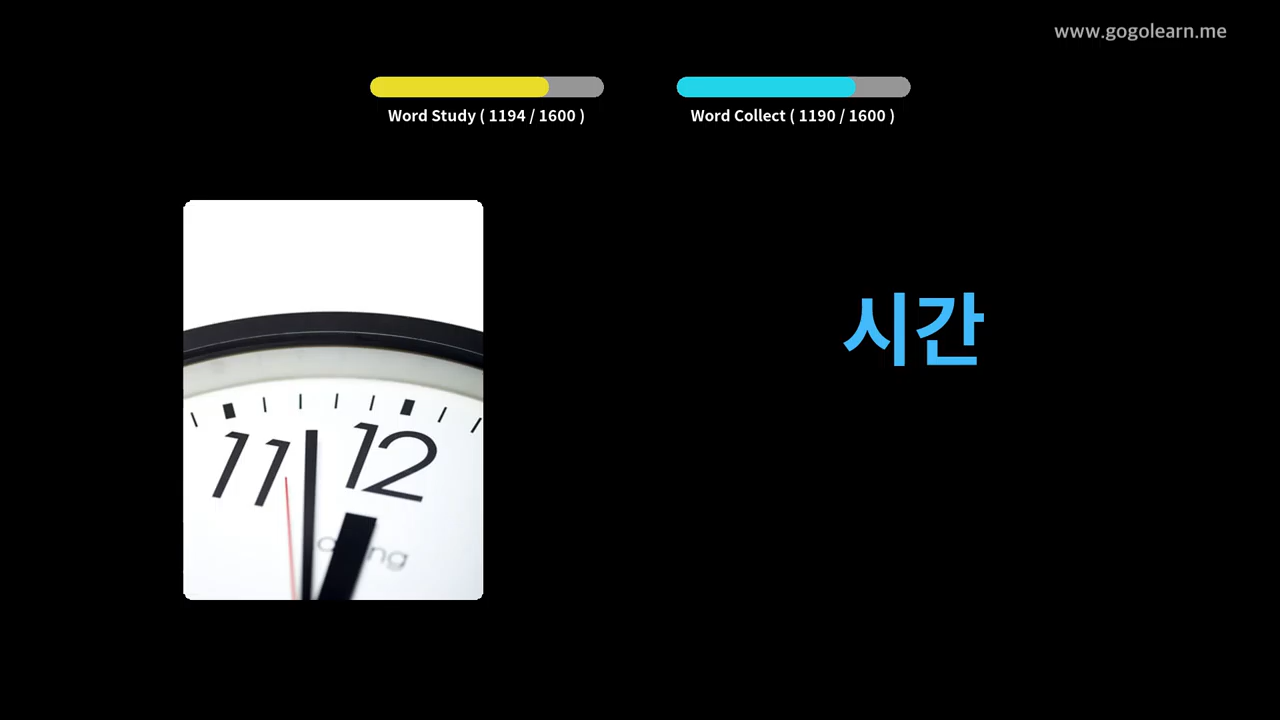 www.gogolearn.me
Word Study ( 1194 / 1600 )
Word Collect ( 1190 / 1600 )
시간
11 12